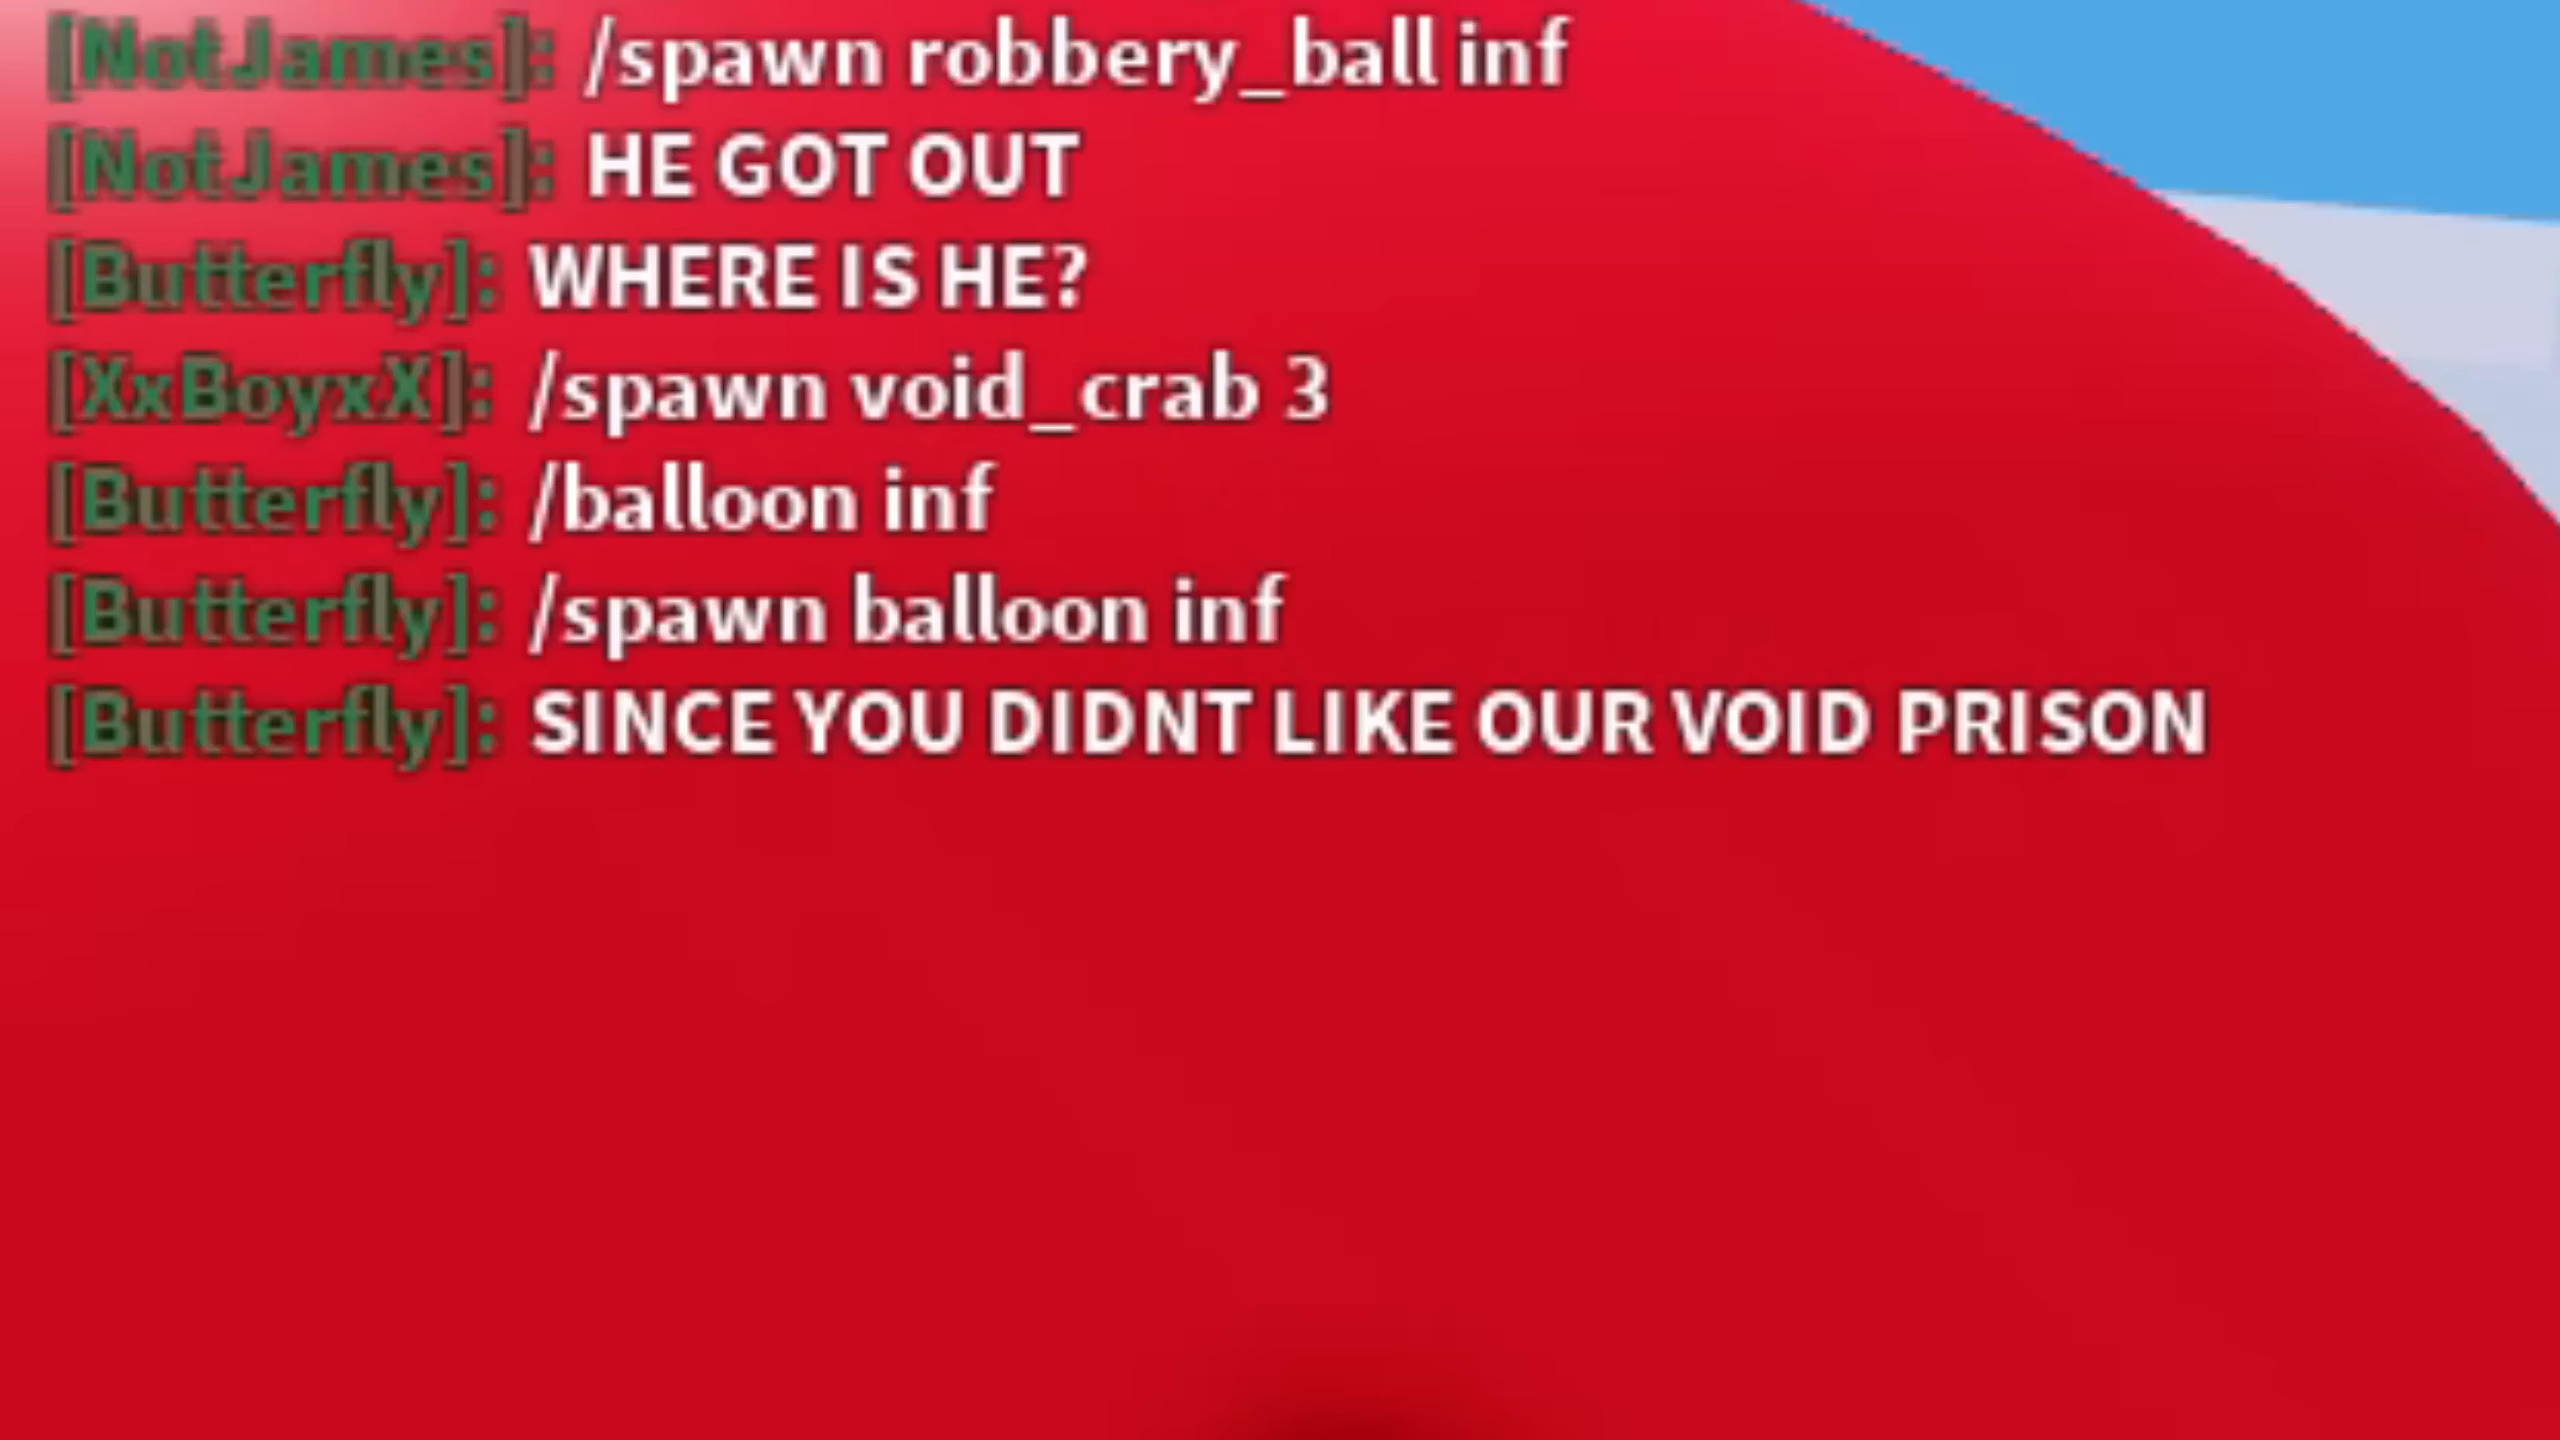 [NotJames]: /spawn robbery_ball inf
[NotJames]: HE GOT OUT
[Butterfly]: WHERE IS HE?
[XxBoyxX]: /spawn void_crab 3
[Butterfly]: /balloon inf
[Butterfly]: /spawn balloon inf
[Butterfly]: SINCE YOU DIDNT LIKE OUR VOID PRISON